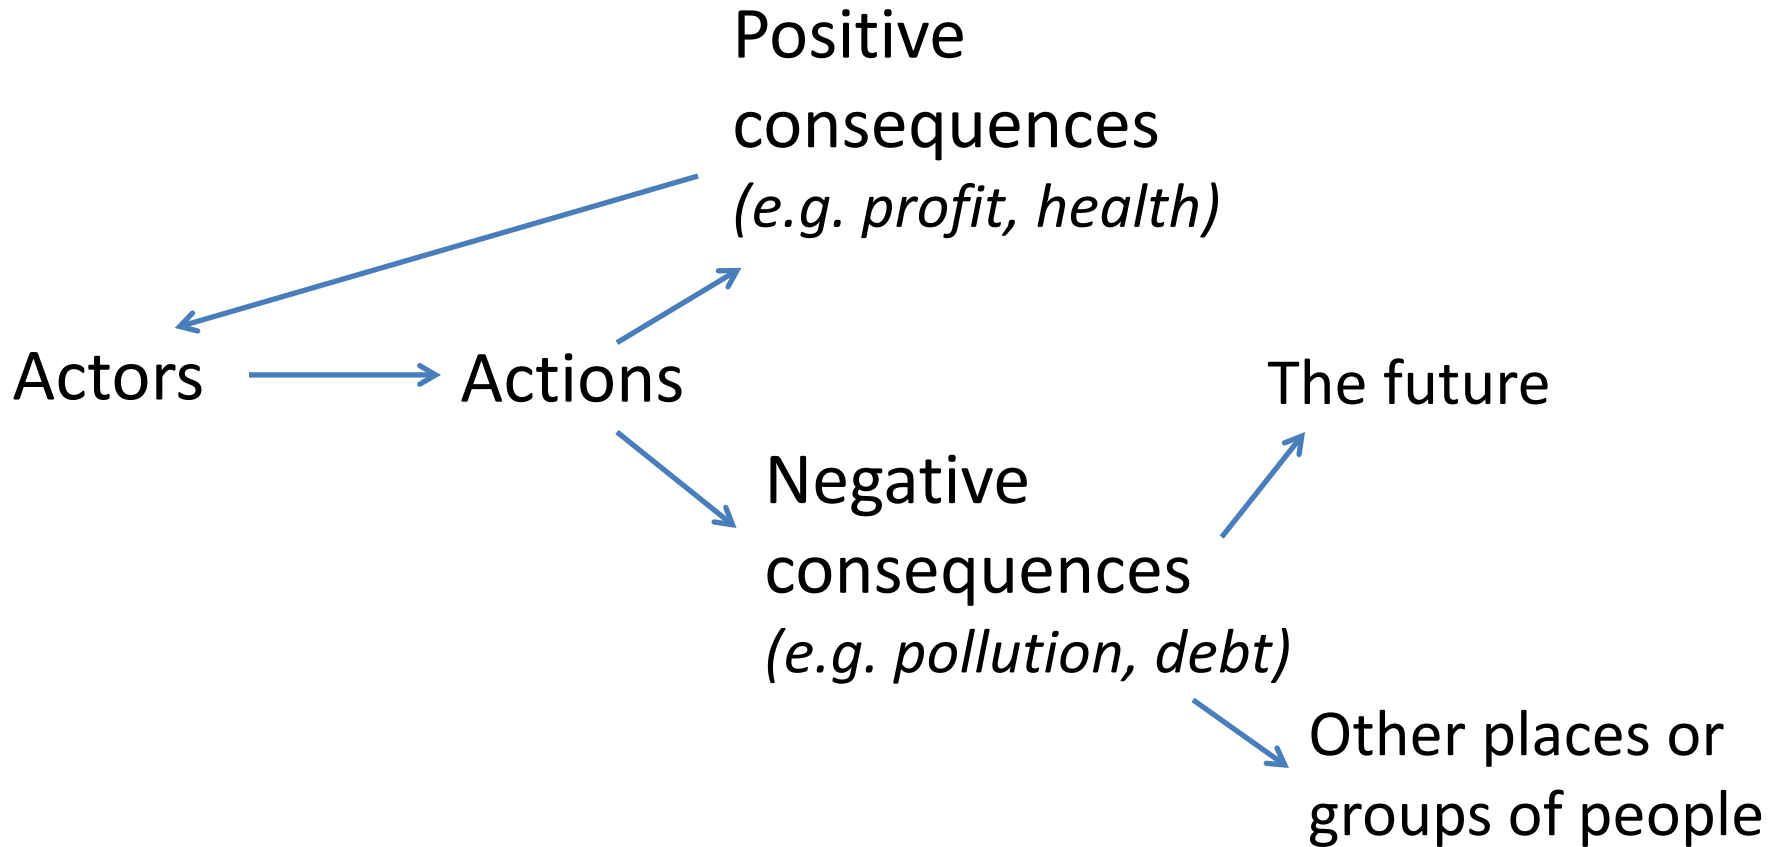 Positive
consequences
(e.g. profit, health)
Actors
Actions
The future
Negative
consequences
(e.g. pollution, debt)
Other places or
groups of people